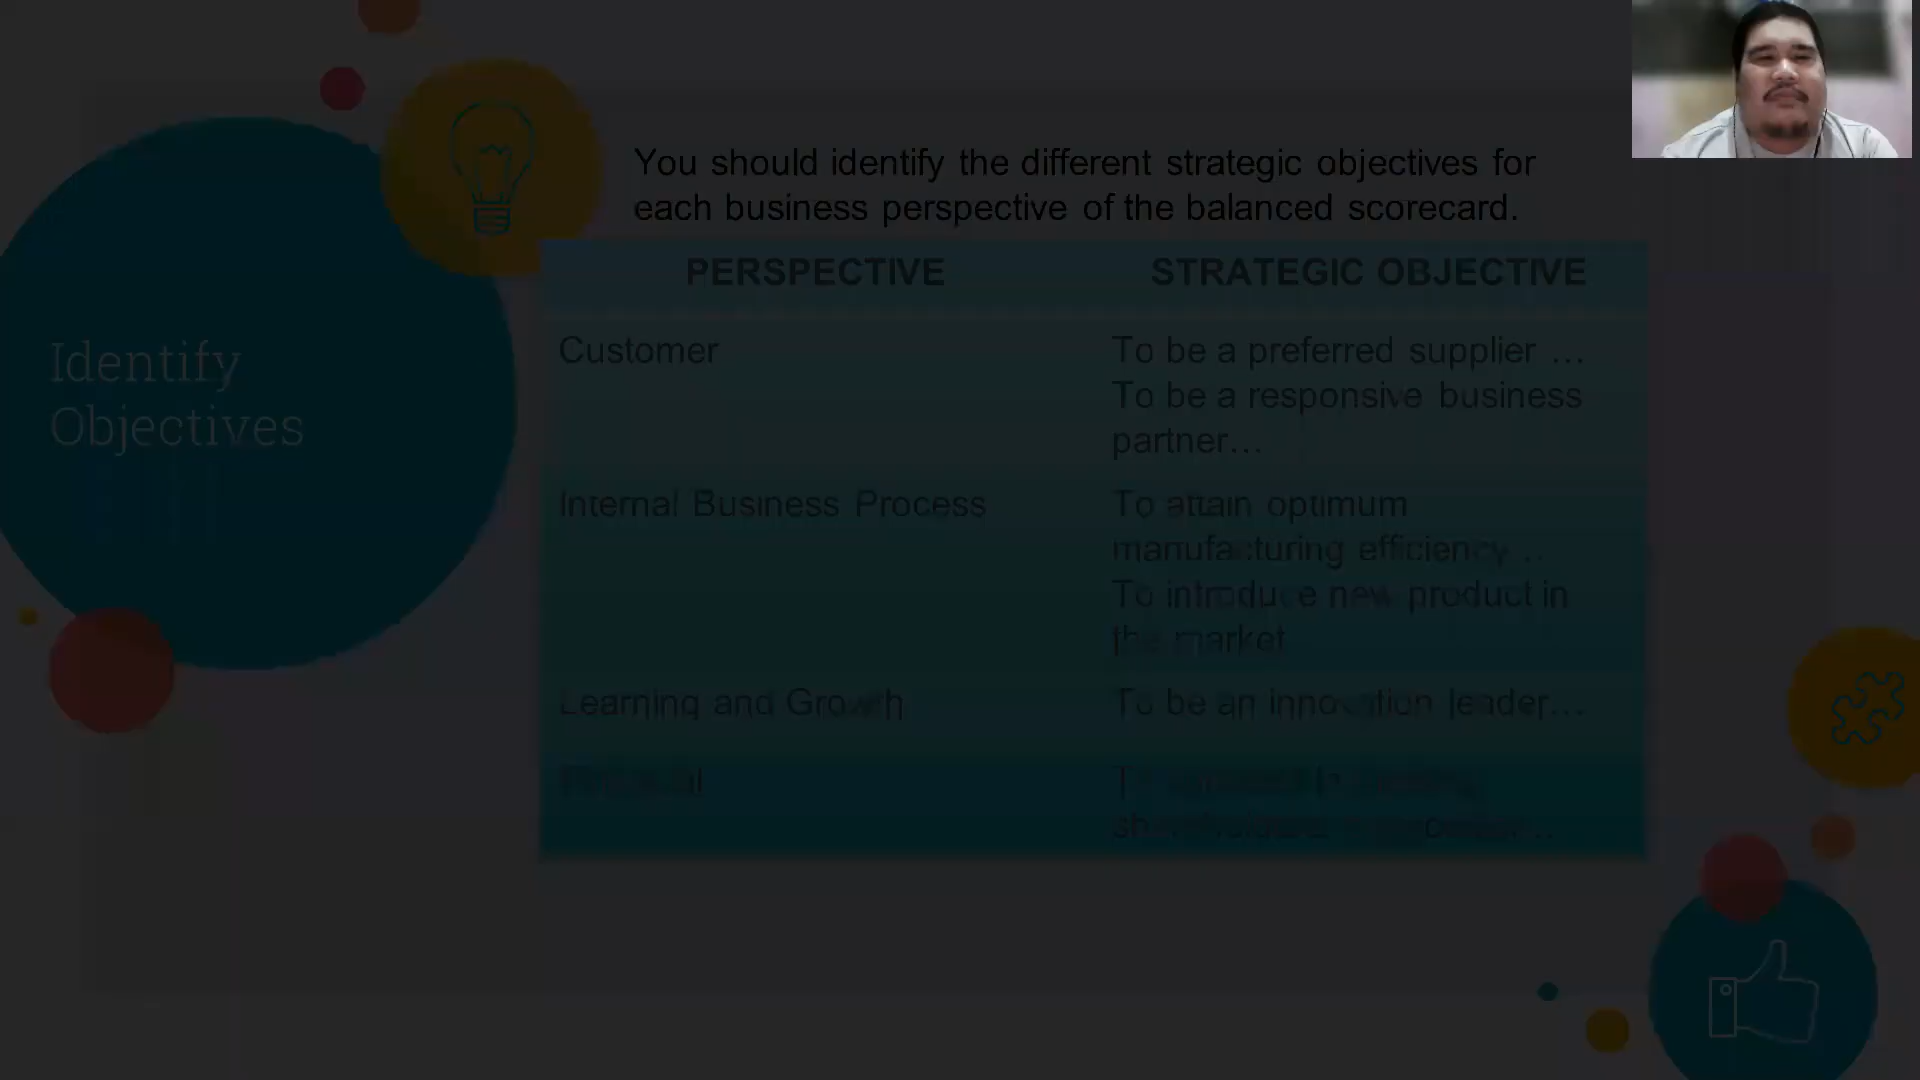 Identify
Objectives
You should identify the different strategic objectives for
each business perspective of the balanced scorecard.
PERSPECTIVE STRATEGIC OBJECTIVE
Customer To be a preferred supplier …
To be a responsive business
partner…
Internal Business Process To attain optimum
manufacturing efficiency…
To introduce new product in
the market
Learning and Growth To be an innovation leader…